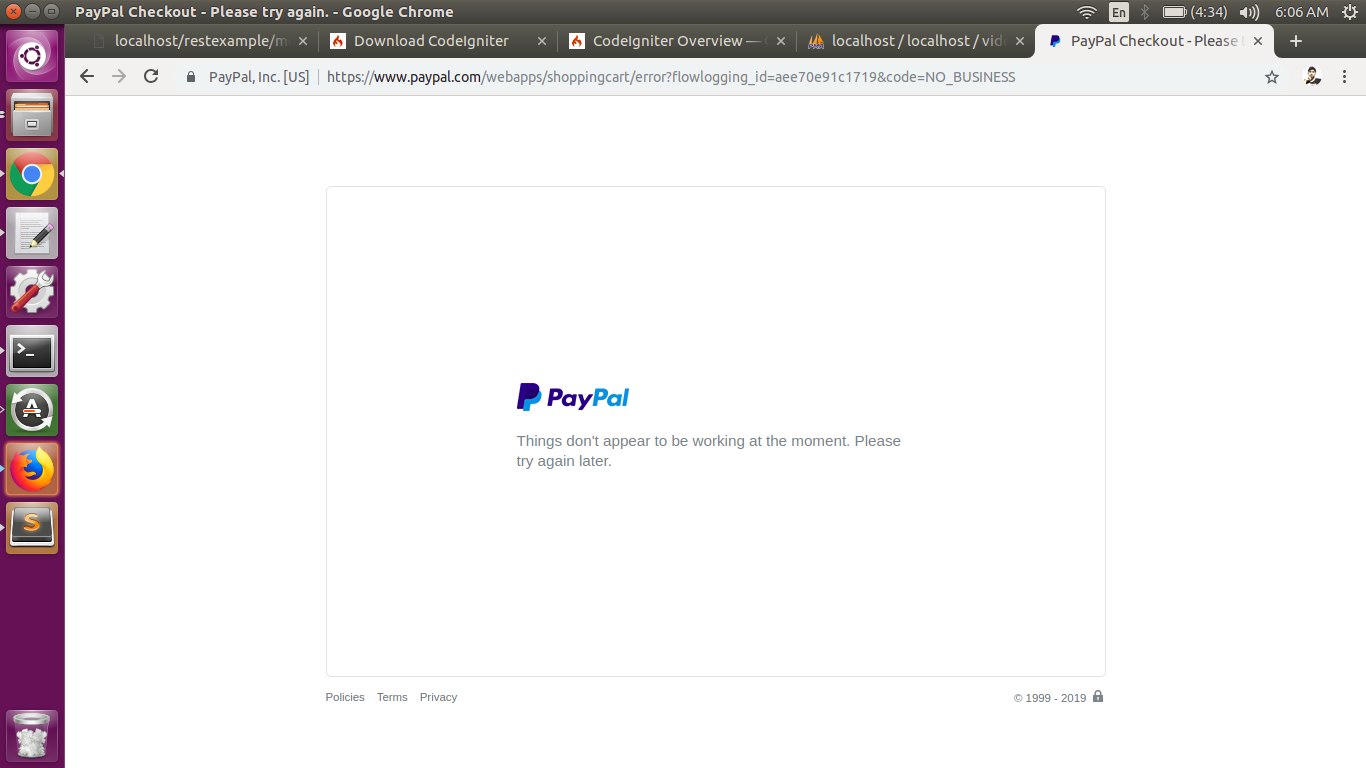 PayPal Checkout - Please try again. - Google Chrome
En (4:34) 6:06 AM
localhost/restexample/m Download CodeIgniter CodeIgniter Overview — localhost / localhost / vid PayPal Checkout - Please
PayPal, Inc. [US] https://www.paypal.com/webapps/shoppingcart/error?flowlogging_id=aee70e91c1719&code=NO_BUSINESS
PayPal
Things don't appear to be working at the moment. Please
try again later.
Policies Terms Privacy © 1999 - 2019